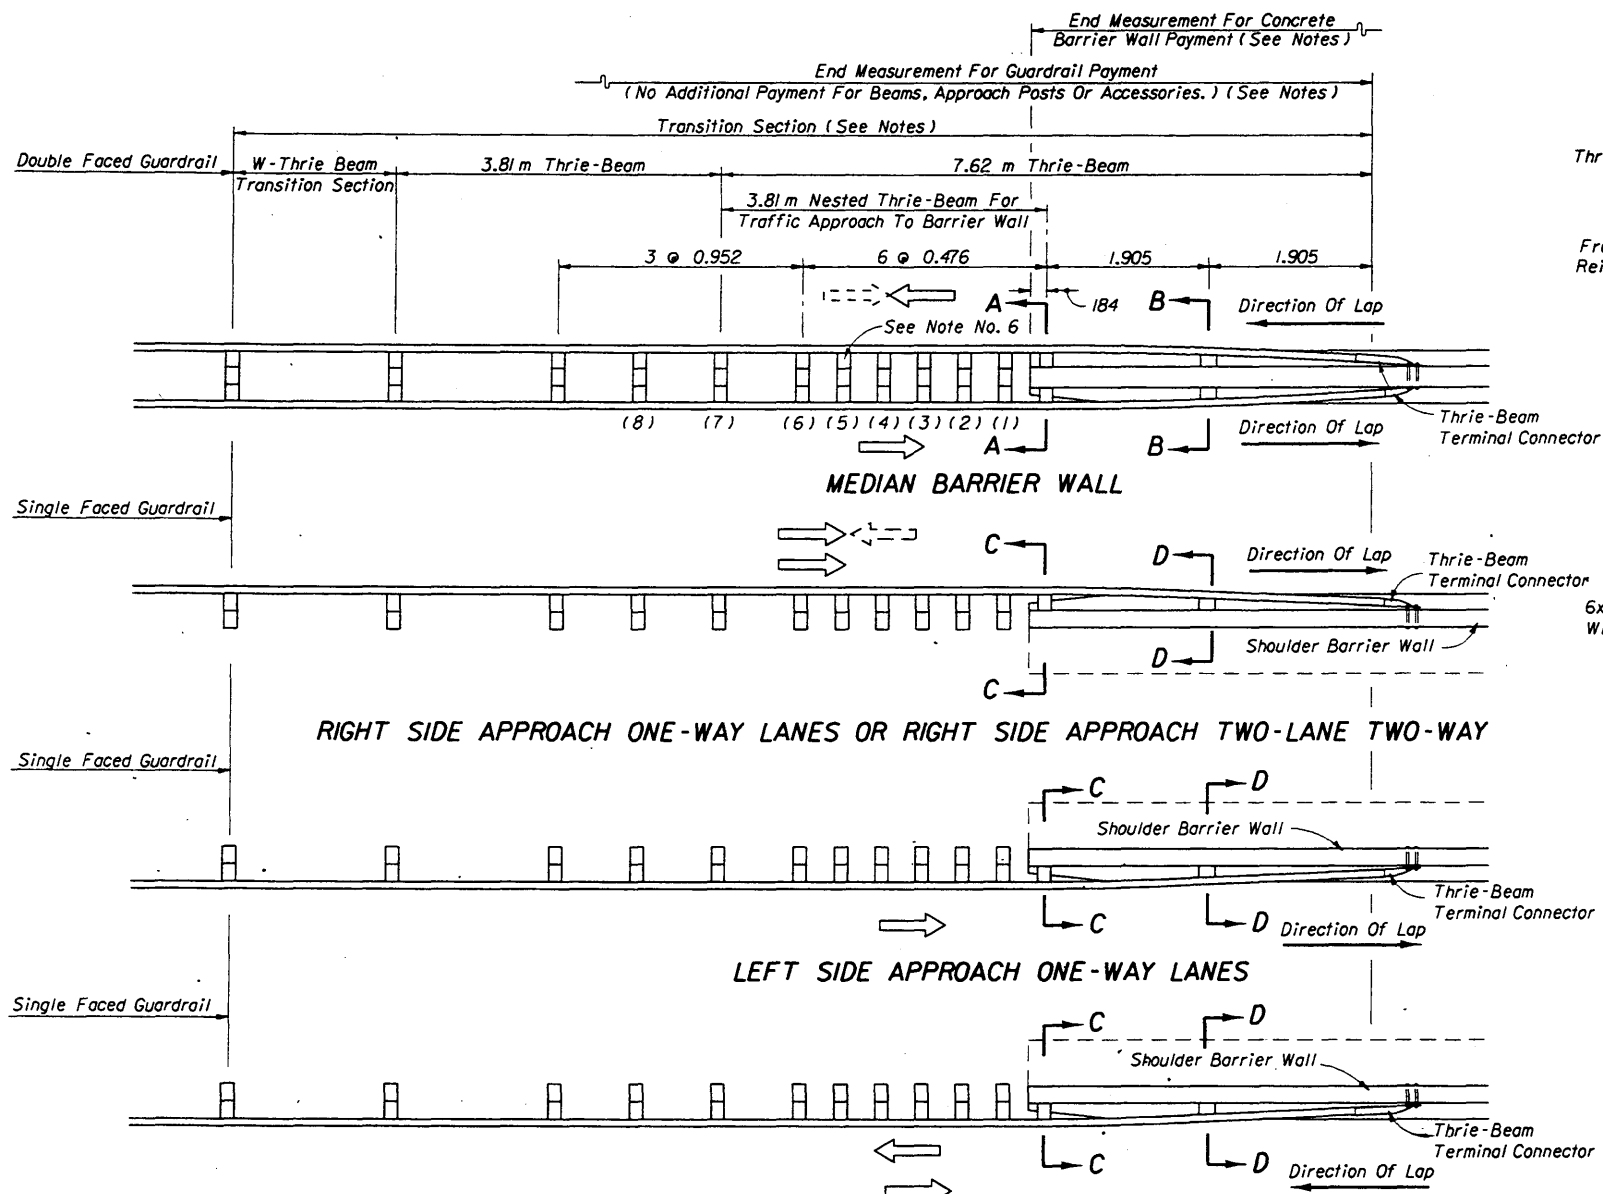 End Measurement For Concrete
Barrier Wall Payment (See Notes)
End Measurement For Guardrail Payment
(No Additional Payment For Beams, Approach Posts Or Accessories.) (See Notes)
Transition Section (See Notes)
Double Faced Guardrail
W-Thrie Beam
Transition Section
3.81 m Thrie-Beam
7.62 m Thrie-Beam
Thr
3.81 m Nested Thrie-Beam For
Traffic Approach To Barrier Wall
Fr
Rei
3 @ 0.952
6 @ 0.476
1.905
1.905
A
184
B
Direction Of Lap
See Note No. 6
(8) (7) (6) (5) (4) (3) (2) (1)
A
B
Direction Of Lap
Thrie-Beam
Terminal Connector
MEDIAN BARRIER WALL
Single Faced Guardrail
C
D
Direction Of Lap
Thrie-Beam
Terminal Connector
6x
W
Shoulder Barrier Wall
D
C
RIGHT SIDE APPROACH ONE-WAY LANES OR RIGHT SIDE APPROACH TWO-LANE TWO-WAY
Single Faced Guardrail
C
D
Shoulder Barrier Wall
Thrie-Beam
Terminal Connector
C
D
Direction Of Lap
LEFT SIDE APPROACH ONE-WAY LANES
Single Faced Guardrail
C
D
Shoulder Barrier Wall
Thrie-Beam
Terminal Connector
C
D
Direction Of Lap